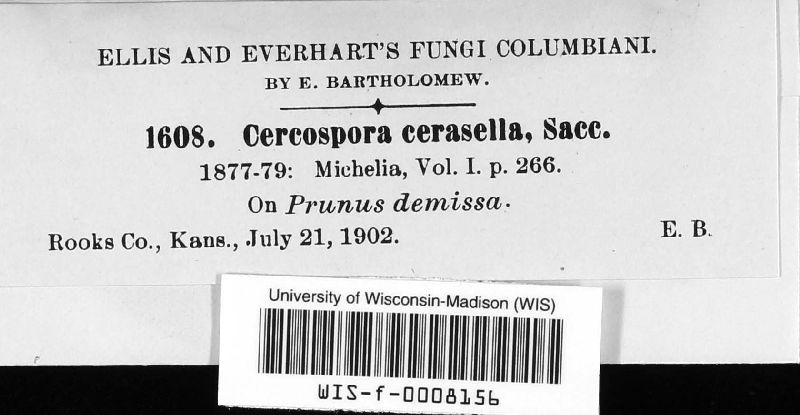 ELLIS AND EVERHART'S FUNGI COLUMBIANI.
BY E. BARTHOLOMEW.
1608. Cercospora cerasella, Sacc.
1877-79: Michelia, Vol. I. p. 266.
On Prunus demissa.
Rooks Co., Kans., July 21, 1902. E. B.
University of Wisconsin-Madison (WIS)
WIS-f-0008156